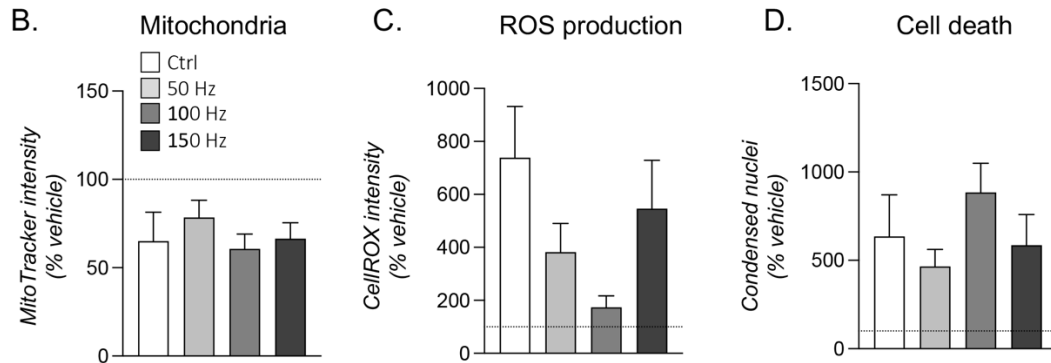 B. Mitochondria
Ctrl
50 Hz
100 Hz
150 Hz
MitoTracker intensity
(% vehicle)
150
100
50
0
C. ROS production
CellROX intensity
(% vehicle)
1000
800
600
400
200
0
D. Cell death
Condensed nuclei
(% vehicle)
1500
1000
500
0